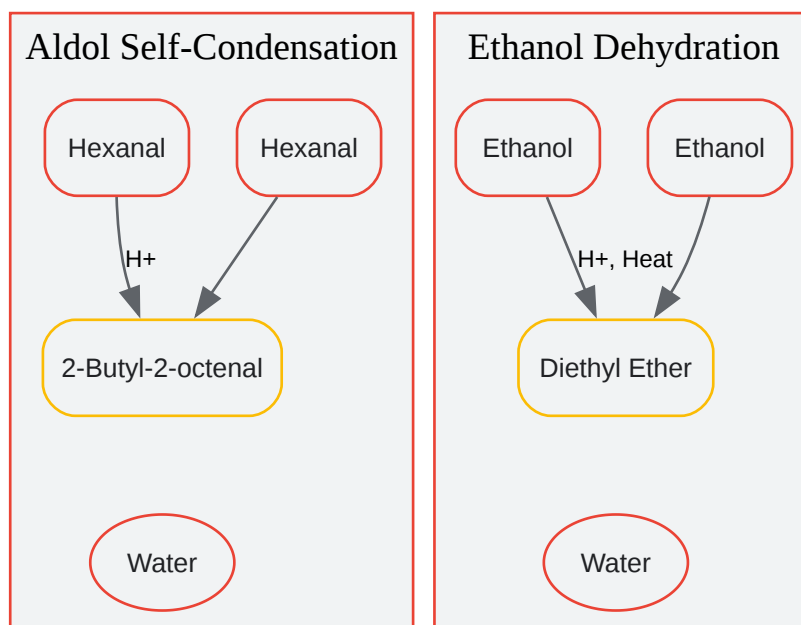 Aldol Self-Condensation
Hexanal
Hexanal
H+
2-Butyl-2-octenal
Water
Ethanol Dehydration
Ethanol
Ethanol
H+, Heat
Diethyl Ether
Water